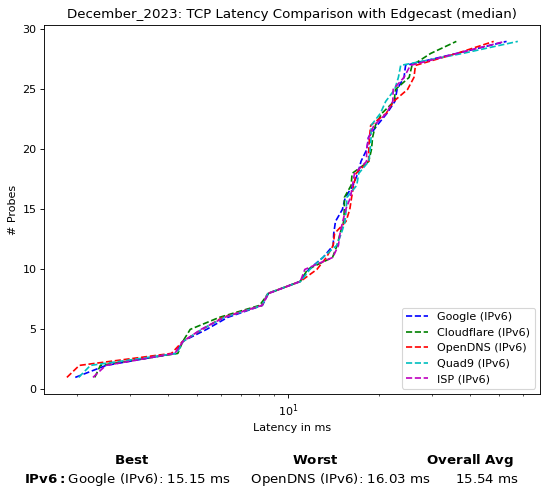 December_2023: TCP Latency Comparison with Edgecast (median)
30
25
20
15
10
5
0
# Probes
Google (IPv6)
Cloudflare (IPv6)
OpenDNS (IPv6)
Quad9 (IPv6)
ISP (IPv6)
10¹
Latency in ms
Best Worst Overall Avg
IPv6: Google (IPv6): 15.15 ms OpenDNS (IPv6): 16.03 ms 15.54 ms